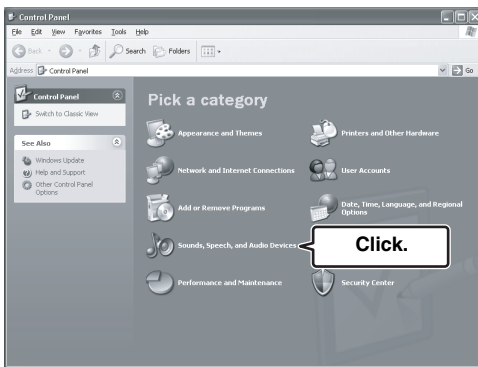 Control Panel
File Edit View Favorites Tools Help
Back Search Folders
Address Control Panel Go
Control Panel
Switch to Classic View
See Also
Windows Update
Help and Support
Other Control Panel
Options
Pick a category
Appearance and Themes
Printers and Other Hardware
Network and Internet Connections
User Accounts
Add or Remove Programs
Date, Time, Language, and Regional
Options
Sounds, Speech, and Audio Devices
Click.
Performance and Maintenance
Security Center